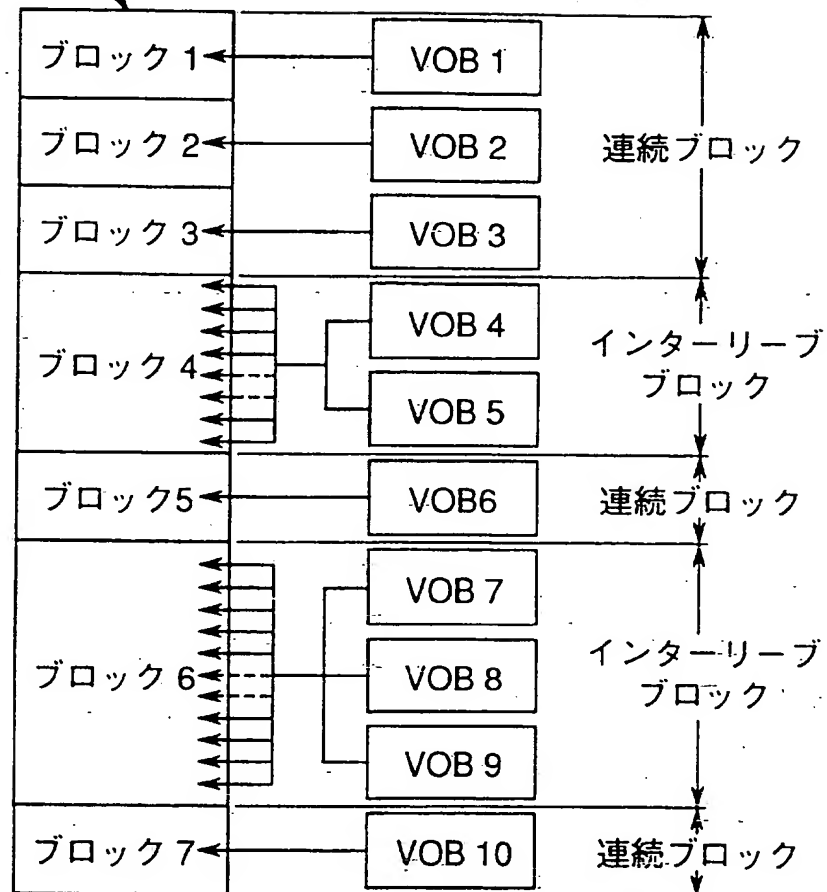 ブロック 1
VOB 1
ブロック 2
VOB 2
連続ブロック
ブロック 3
VOB 3
ブロック 4
VOB 4
VOB 5
インターリーブ
ブロック
ブロック5
VOB6
連続ブロック
ブロック 6
VOB 7
VOB 8
VOB 9
インターリーブ
ブロック
ブロック 7
VOB 10
連続ブロック